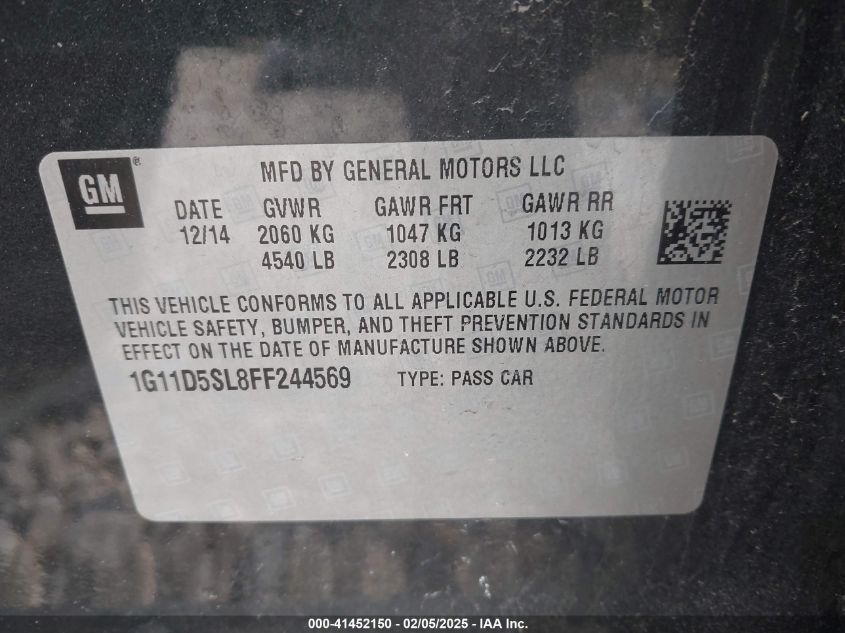 GM ®
MFD BY GENERAL MOTORS LLC
DATE GVWR GAWR FRT GAWR RR
12/14 2060 KG 1047 KG 1013 KG
4540 LB 2308 LB 2232 LB
THIS VEHICLE CONFORMS TO ALL APPLICABLE U.S. FEDERAL MOTOR
VEHICLE SAFETY, BUMPER, AND THEFT PREVENTION STANDARDS IN
EFFECT ON THE DATE OF MANUFACTURE SHOWN ABOVE.
1G11D5SL8FF244569 TYPE: PASS CAR
000-41452150 - 02/05/2025 - IAA Inc.